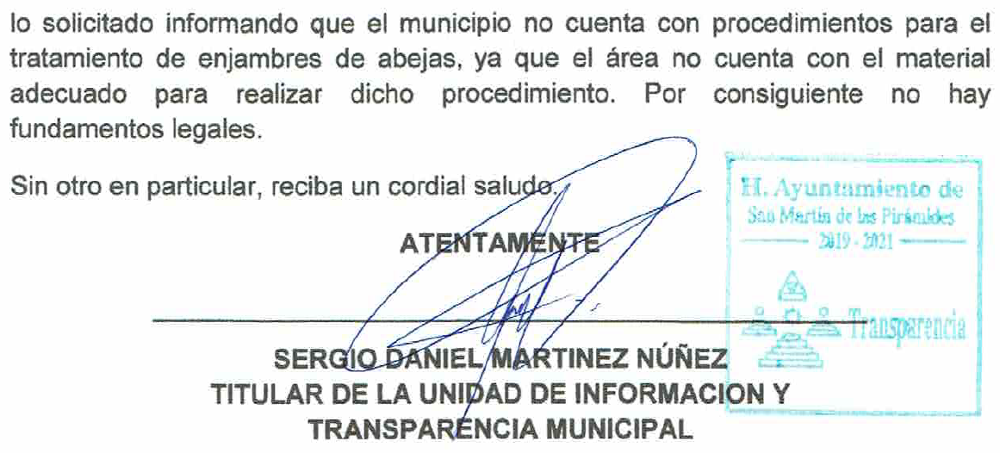 lo solicitado informando que el municipio no cuenta con procedimientos para el
tratamiento de enjambres de abejas, ya que el área no cuenta con el material
adecuado para realizar dicho procedimiento. Por consiguiente no hay
fundamentos legales.
Sin otro en particular, reciba un cordial saludo.
ATENTAMENTE
H. Ayuntamiento de
San Martín de las Pirámides
2019 - 2021
Transparencia
SERGIO DANIEL MARTINEZ NÚÑEZ
TITULAR DE LA UNIDAD DE INFORMACION Y
TRANSPARENCIA MUNICIPAL